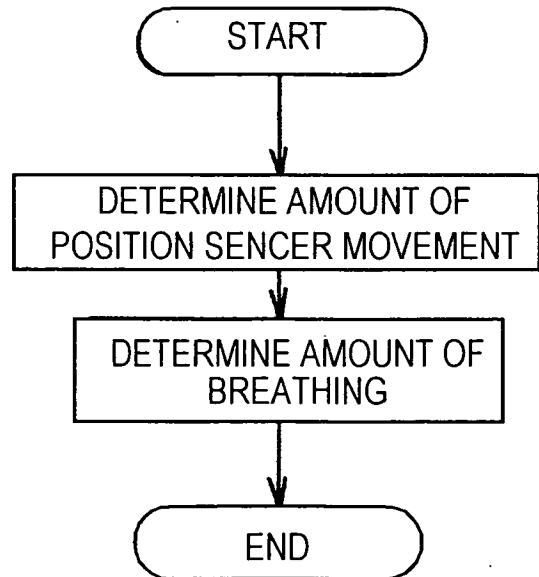 START
DETERMINE AMOUNT OF
POSITION SENCER MOVEMENT
DETERMINE AMOUNT OF
BREATHING
END